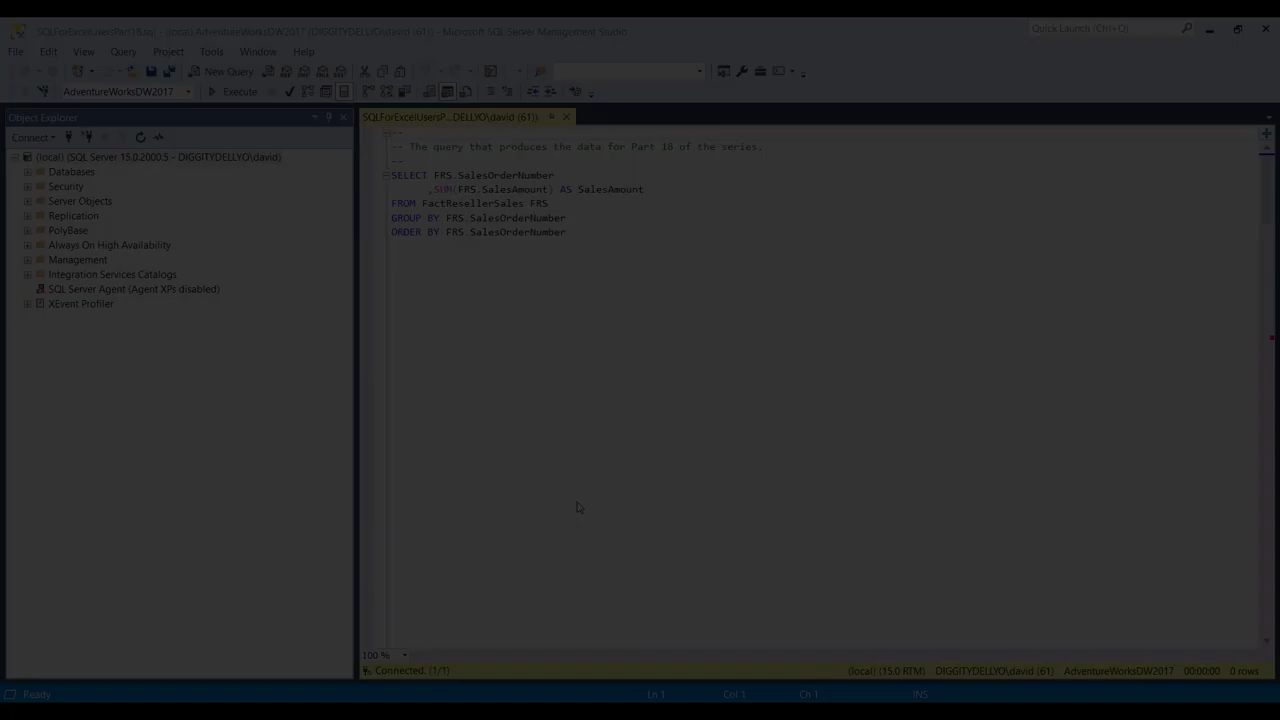 SQLForExcelUsersPart18.sql - (local).AdventureWorksDW2017 (DIGGITYDELLYO\david (61)) - Microsoft SQL Server Management Studio
Quick Launch (Ctrl+Q)
File Edit View Query Project Tools Window Help
New Query
AdventureWorksDW2017 Execute
Object Explorer
SQLForExcelUsersP...DELLYO\david (61))
Connect
(local) (SQL Server 15.0.2000.5 - DIGGITYDELLYO\david)
Databases
Security
Server Objects
Replication
PolyBase
Always On High Availability
Management
Integration Services Catalogs
SQL Server Agent (Agent XPs disabled)
XEvent Profiler
--
-- The query that produces the data for Part 18 of the series.
--
SELECT FRS.SalesOrderNumber
,SUM(FRS.SalesAmount) AS SalesAmount
FROM FactResellerSales FRS
GROUP BY FRS.SalesOrderNumber
ORDER BY FRS.SalesOrderNumber
100 %
Connected. (1/1) (local) (15.0 RTM) DIGGITYDELLYO\david (61) AdventureWorksDW2017 00:00:00 0 rows
Ready Ln 1 Col 1 Ch 1 INS